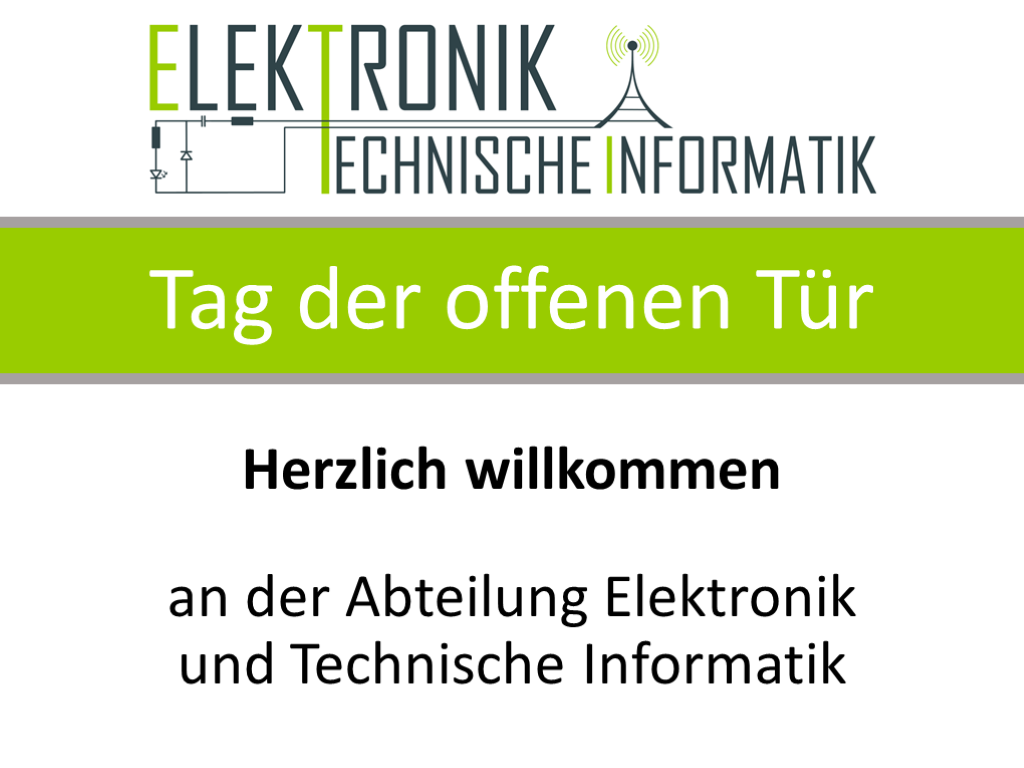 ELEKTRONIK
TECHNISCHE INFORMATIK
Tag der offenen Tür
Herzlich willkommen
an der Abteilung Elektronik
und Technische Informatik